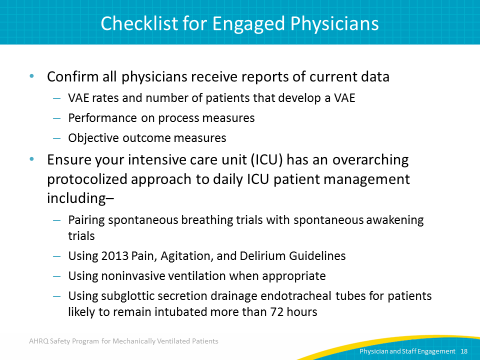 Checklist for Engaged Physicians
• Confirm all physicians receive reports of current data
– VAE rates and number of patients that develop a VAE
– Performance on process measures
– Objective outcome measures
• Ensure your intensive care unit (ICU) has an overarching
protocolized approach to daily ICU patient management
including–
– Pairing spontaneous breathing trials with spontaneous awakening
trials
– Using 2013 Pain, Agitation, and Delirium Guidelines
– Using noninvasive ventilation when appropriate
– Using subglottic secretion drainage endotracheal tubes for patients
likely to remain intubated more than 72 hours
AHRQ Safety Program for Mechanically Ventilated Patients
Physician and Staff Engagement 18